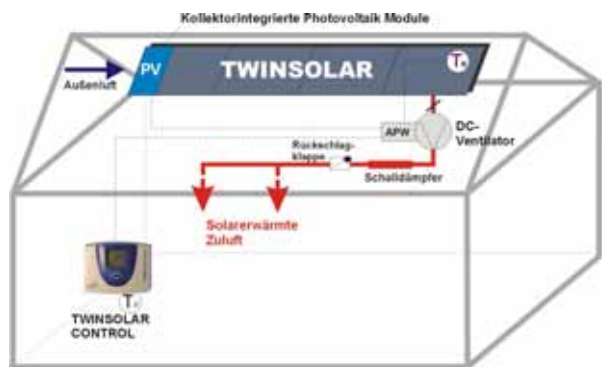 Kollektorintegrierte Photovoltaik Module
PV
TWINSOLAR
T
Außenluft
APW
DC-
Ventilator
Rückschlag-
klappe
Schalldämpfer
Solarerwärmte
Zuluft
T
TWINSOLAR
CONTROL